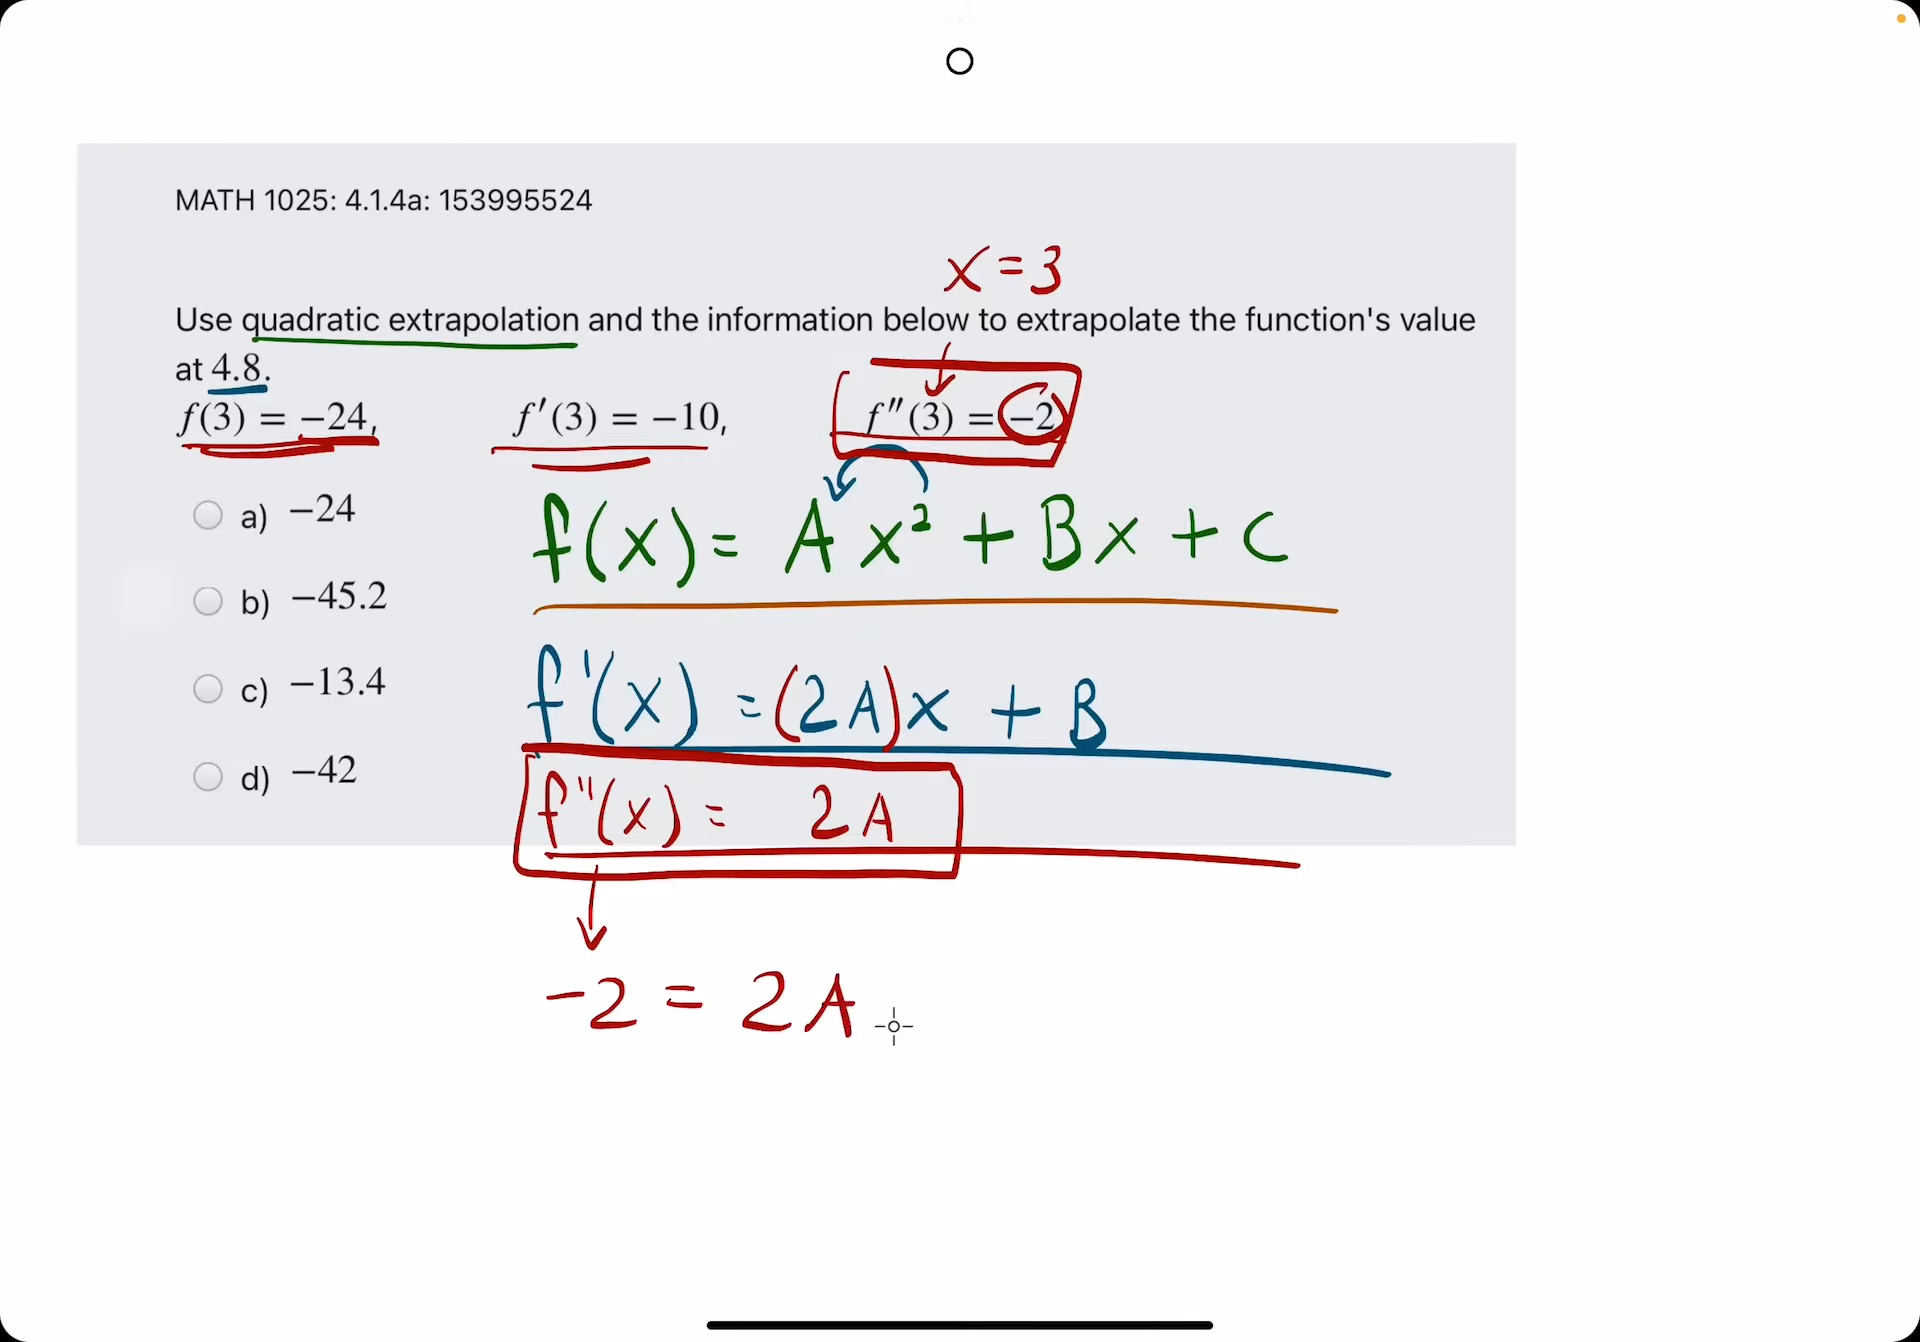 MATH 1025: 4.1.4a: 153995524
x = 3
Use quadratic extrapolation and the information below to extrapolate the function's value
at 4.8.
f(3) = −24, f′(3) = −10, f″(3) = −2
a) −24
b) −45.2
c) −13.4
d) −42
f(x) = Ax² + Bx + C
f'(x) = (2A)x + B
f"(x) = 2A
-2 = 2A